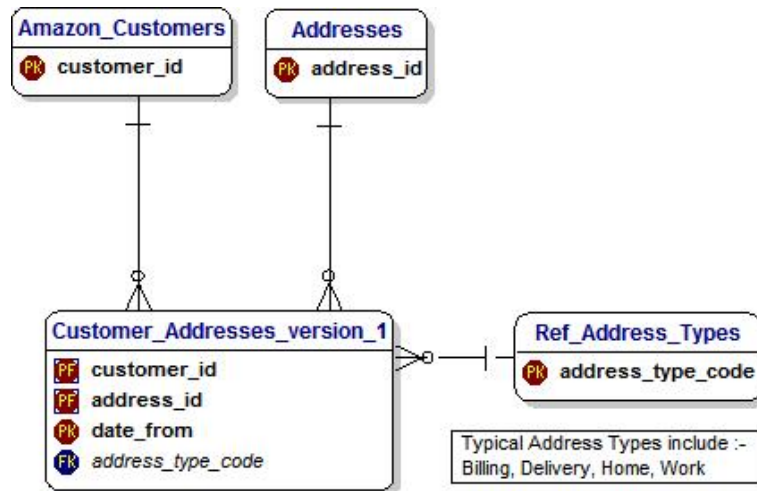 Amazon_Customers
PK customer_id
Addresses
PK address_id
Customer_Addresses_version_1
PF customer_id
PF address_id
PK date_from
FK address_type_code
Ref_Address_Types
PK address_type_code
Typical Address Types include :-
Billing, Delivery, Home, Work